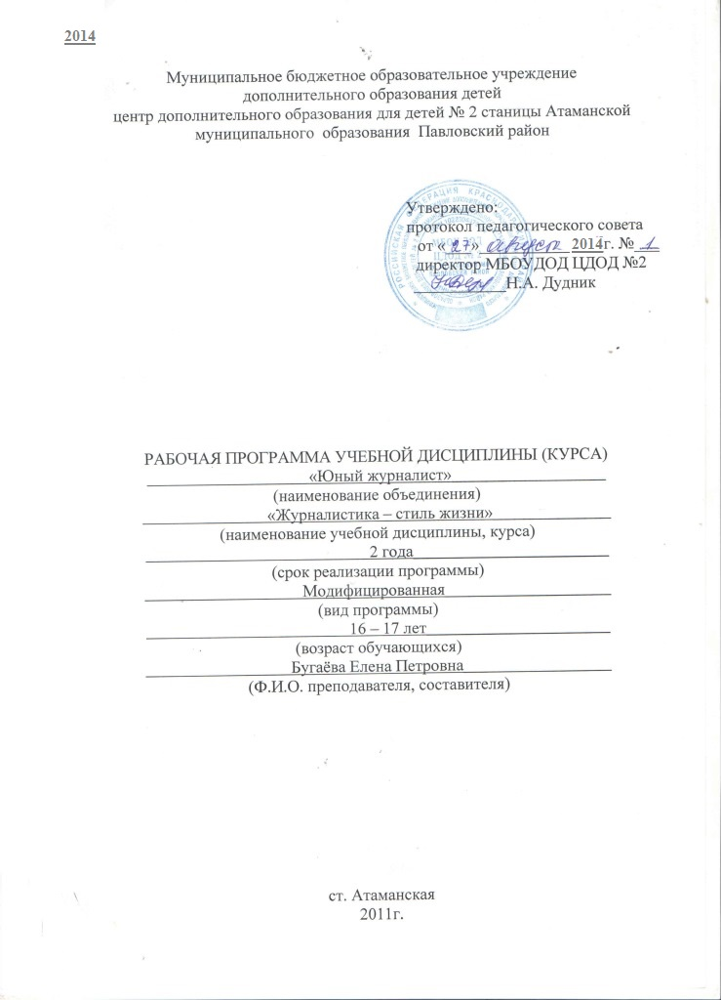 2014
Муниципальное бюджетное образовательное учреждение
дополнительного образования детей
центр дополнительного образования для детей № 2 станицы Атаманской
муниципального образования Павловский район
Утверждено:
протокол педагогического совета
от « 27 » августа 2014г. № 1
директор МБОУДОД ЦДОД №2
Н.А. Дудник
РАБОЧАЯ ПРОГРАММА УЧЕБНОЙ ДИСЦИПЛИНЫ (КУРСА)
«Юный журналист»
(наименование объединения)
«Журналистика – стиль жизни»
(наименование учебной дисциплины, курса)
2 года
(срок реализации программы)
Модифицированная
(вид программы)
16 – 17 лет
(возраст обучающихся)
Бугаёва Елена Петровна
(Ф.И.О. преподавателя, составителя)
ст. Атаманская
2011г.